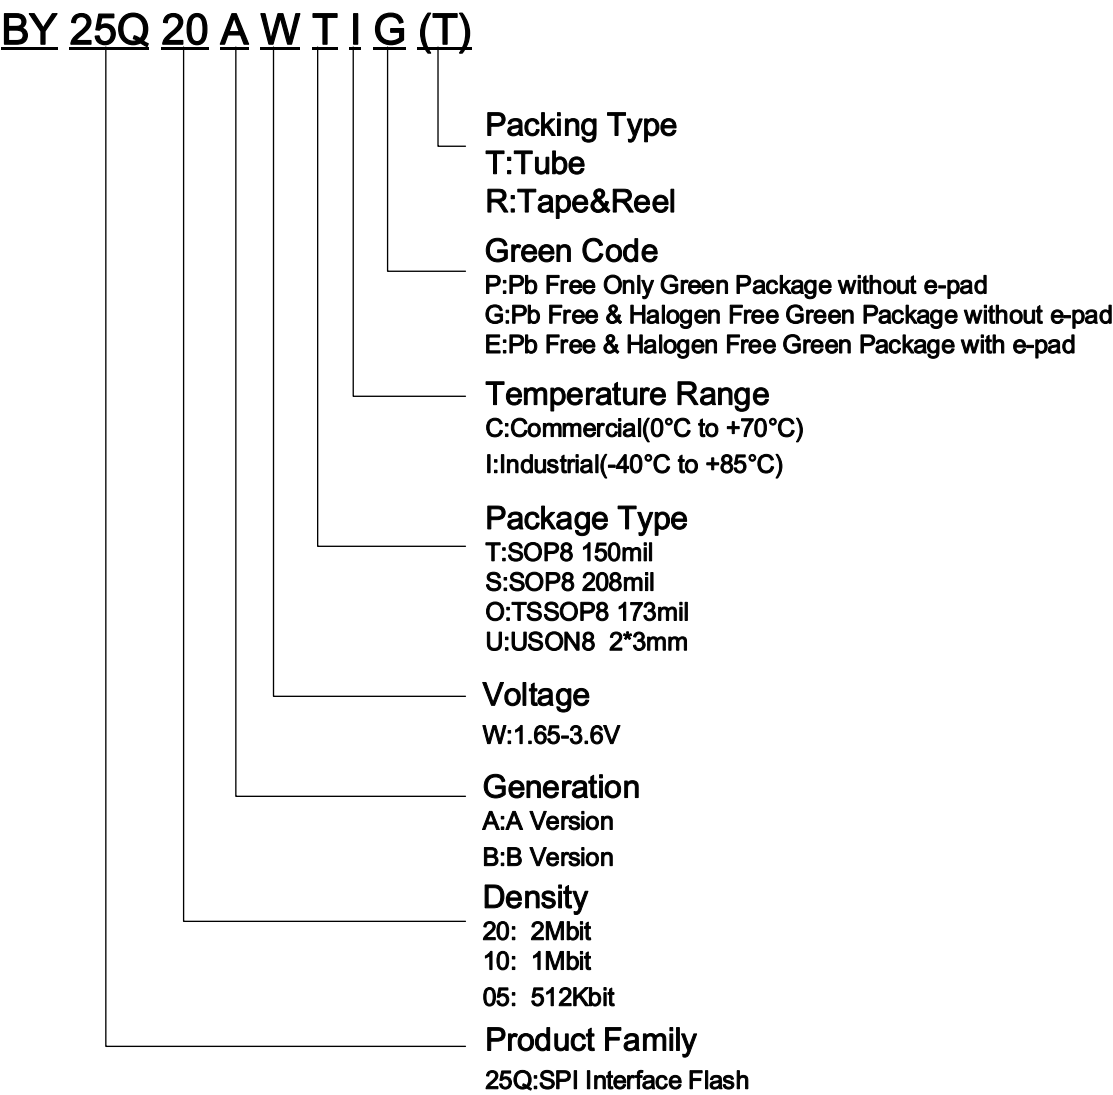 BY 25Q 20 A W T I G (T)
Packing Type
T:Tube
R:Tape&Reel
Green Code
P:Pb Free Only Green Package without e-pad
G:Pb Free & Halogen Free Green Package without e-pad
E:Pb Free & Halogen Free Green Package with e-pad
Temperature Range
C:Commercial(0°C to +70°C)
I:Industrial(-40°C to +85°C)
Package Type
T:SOP8 150mil
S:SOP8 208mil
O:TSSOP8 173mil
U:USON8 2*3mm
Voltage
W:1.65-3.6V
Generation
A:A Version
B:B Version
Density
20: 2Mbit
10: 1Mbit
05: 512Kbit
Product Family
25Q:SPI Interface Flash